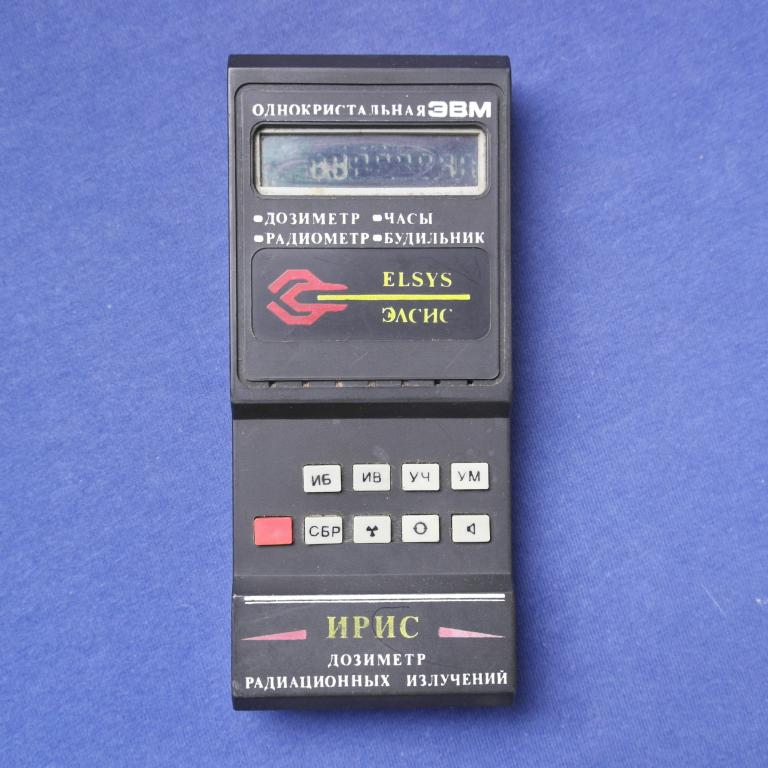 ОДНОКРИСТАЛЬНАЯ ЭВМ
ДОЗИМЕТР ЧАСЫ
РАДИОМЕТР БУДИЛЬНИК
ELSYS
ЭЛСИС
ИБ ИВ УЧ УМ
СБР
ИРИС
ДОЗИМЕТР
РАДИАЦИОННЫХ ИЗЛУЧЕНИЙ